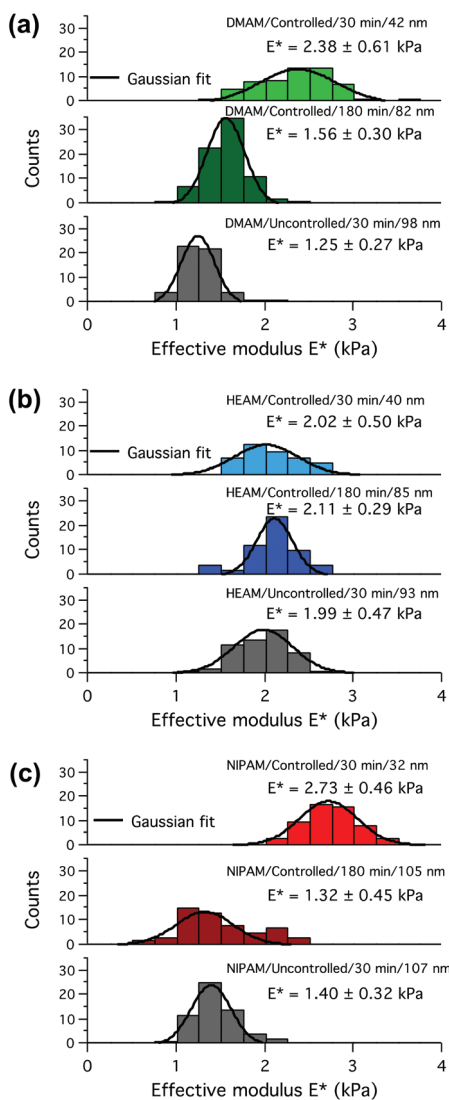 (a)
DMAM/Controlled/30 min/42 nm
E* = 2.38 ± 0.61 kPa
Gaussian fit
30
20
10
0
DMAM/Controlled/180 min/82 nm
E* = 1.56 ± 0.30 kPa
30
20
10
0
Counts
DMAM/Uncontrolled/30 min/98 nm
E* = 1.25 ± 0.27 kPa
30
20
10
0
0 1 2 3 4
Effective modulus E* (kPa)
(b)
HEAM/Controlled/30 min/40 nm
E* = 2.02 ± 0.50 kPa
Gaussian fit
30
20
10
0
HEAM/Controlled/180 min/85 nm
E* = 2.11 ± 0.29 kPa
30
20
10
0
Counts
HEAM/Uncontrolled/30 min/93 nm
E* = 1.99 ± 0.47 kPa
30
20
10
0
0 1 2 3 4
Effective modulus E* (kPa)
(c)
NIPAM/Controlled/30 min/32 nm
E* = 2.73 ± 0.46 kPa
Gaussian fit
30
20
10
0
NIPAM/Controlled/180 min/105 nm
E* = 1.32 ± 0.45 kPa
30
20
10
0
Counts
NIPAM/Uncontrolled/30 min/107 nm
E* = 1.40 ± 0.32 kPa
30
20
10
0
0 1 2 3 4
Effective modulus E* (kPa)